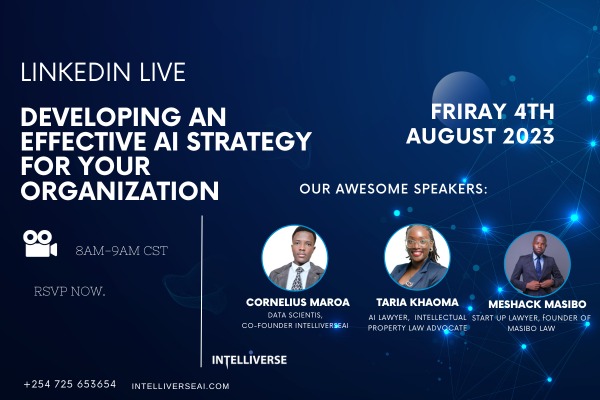 LINKEDIN LIVE
DEVELOPING AN
EFFECTIVE AI STRATEGY
FOR YOUR
ORGANIZATION
FRIRAY 4TH
AUGUST 2023
OUR AWESOME SPEAKERS:
8AM-9AM CST
RSVP NOW.
CORNELIUS MAROA
DATA SCIENTIS,
CO-FOUNDER INTELLIVERSEAI
TARIA KHAOMA
AI LAWYER, INTELLECTUAL
PROPERTY LAW ADVOCATE
MESHACK MASIBO
START UP LAWYER, FOUNDER OF
MASIBO LAW
INTELLIVERSE
+254 725 653654
INTELLIVERSEAI.COM